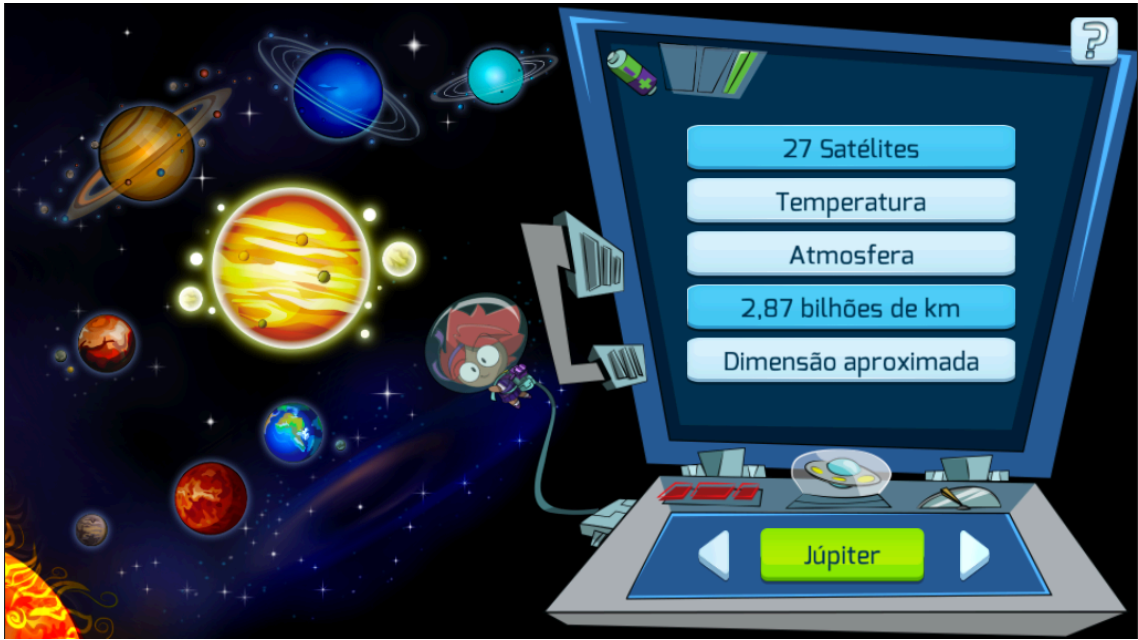 ?
27 Satélites
Temperatura
Atmosfera
2,87 bilhões de km
Dimensão aproximada
Júpiter